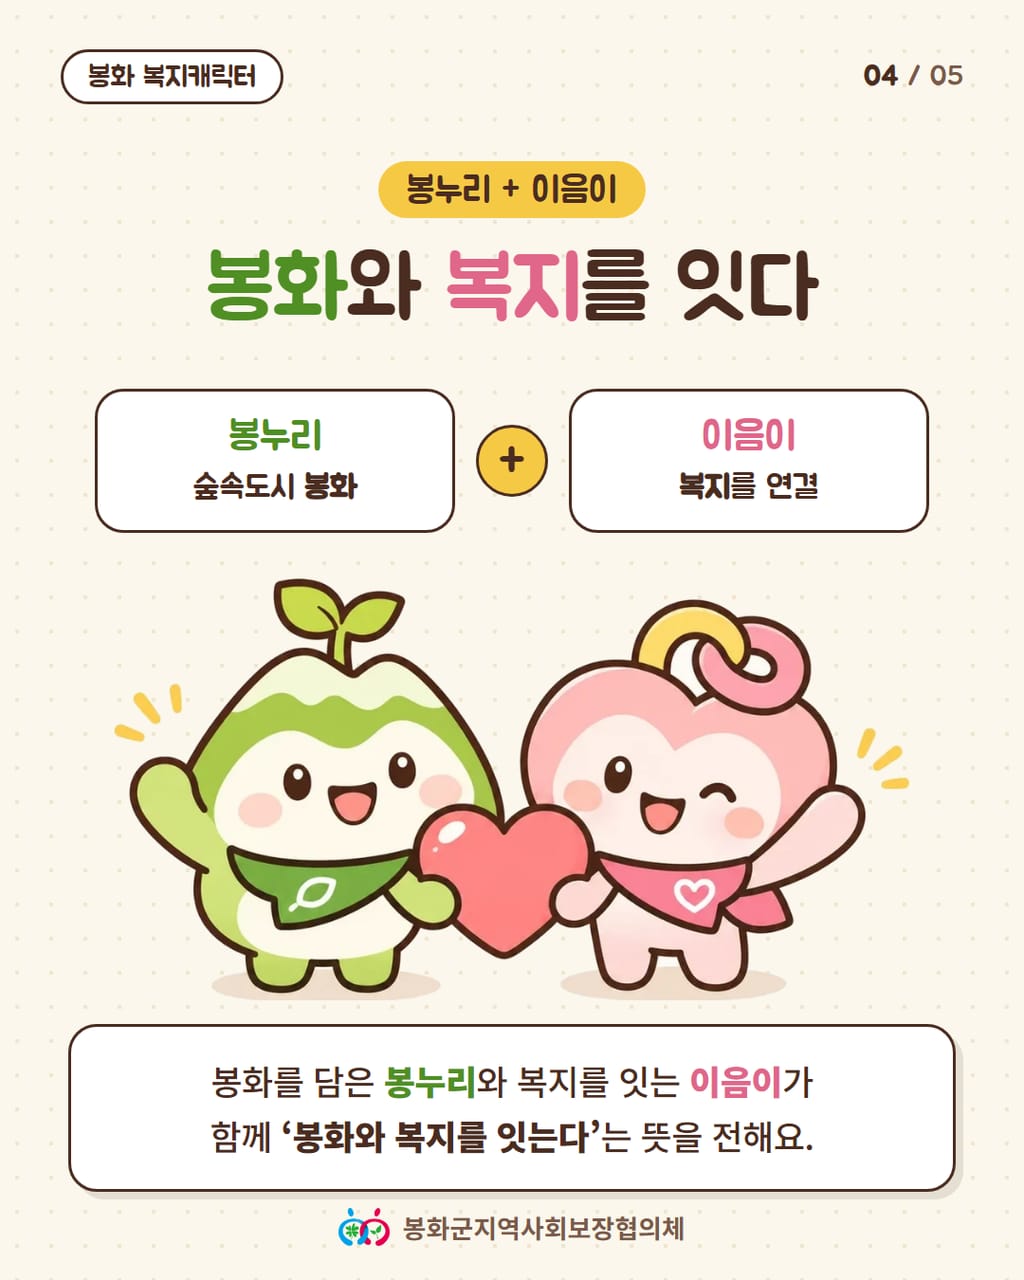 봉화 복지캐릭터
04 / 05
봉누리 + 이음이
봉화와 복지를 잇다
봉누리
숲속도시 봉화
+
이음이
복지를 연결
봉화를 담은 봉누리와 복지를 잇는 이음이가
함께 ‘봉화와 복지를 잇는다’는 뜻을 전해요.
봉화군지역사회보장협의체